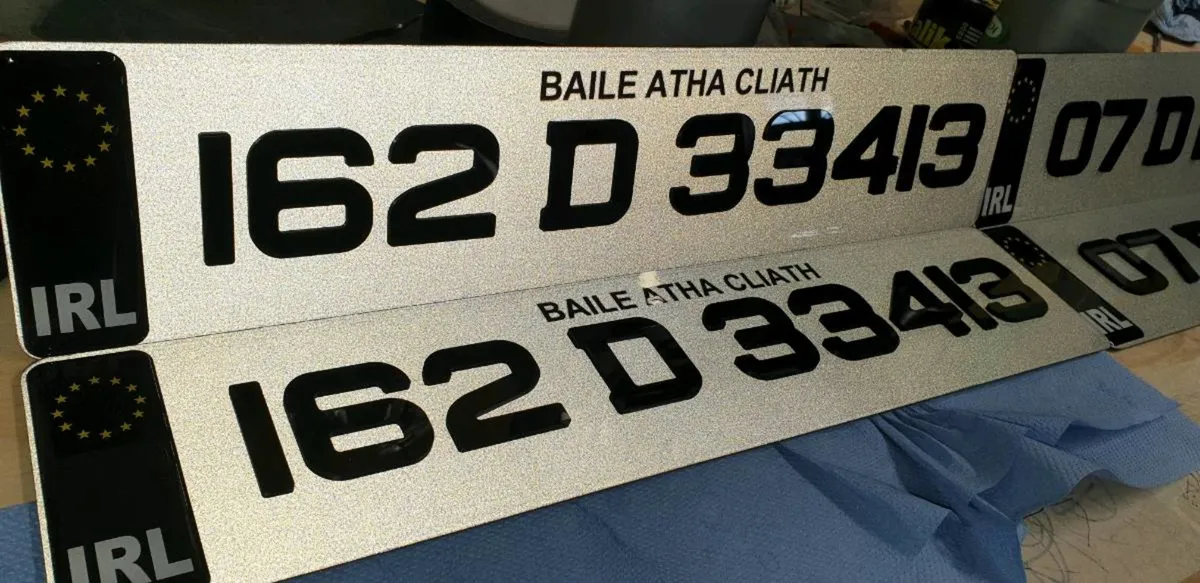 BAILE ATHA CLIATH
162 D 33413
IRL
07 D
IRL
BAILE ATHA CLIATH
162 D 33413
IRL
07
IRL